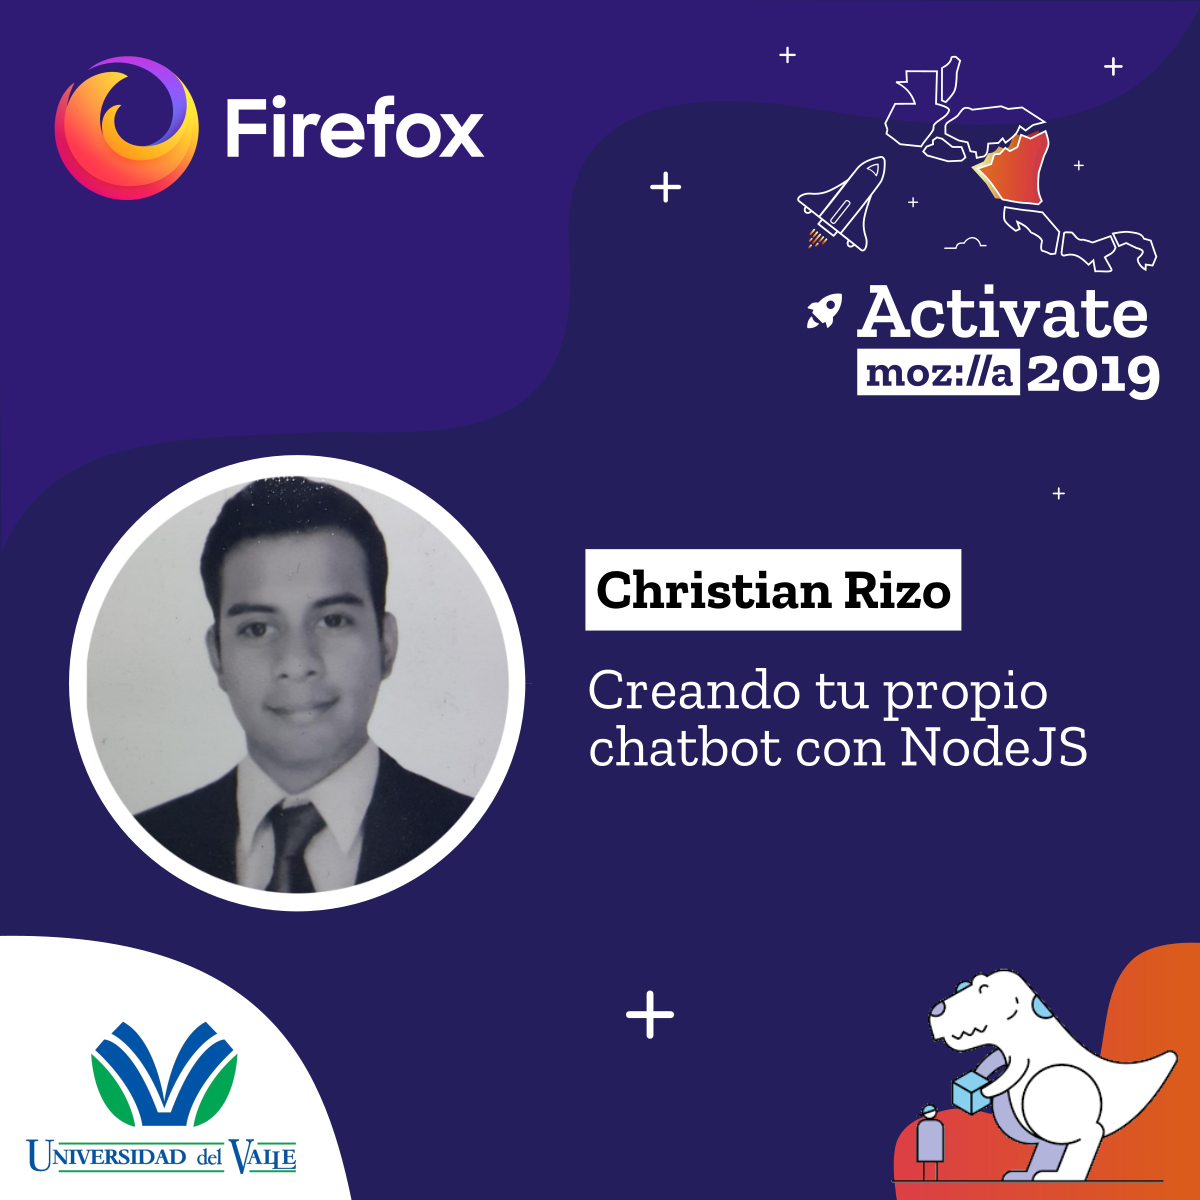 Firefox
Activate
moz://a 2019
Christian Rizo
Creando tu propio
chatbot con NodeJS
UNIVERSIDAD del VALLE